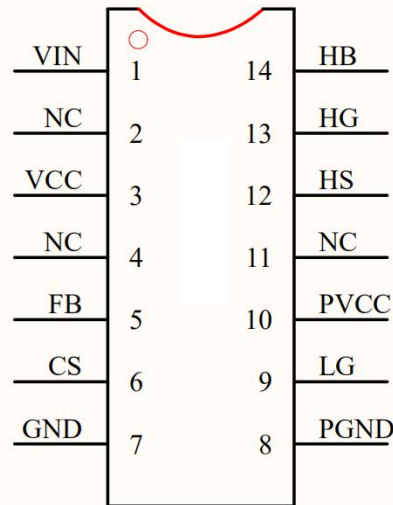 VIN 1 14 HB
NC 2 13 HG
VCC 3 12 HS
NC 4 11 NC
FB 5 10 PVCC
CS 6 9 LG
GND 7 8 PGND